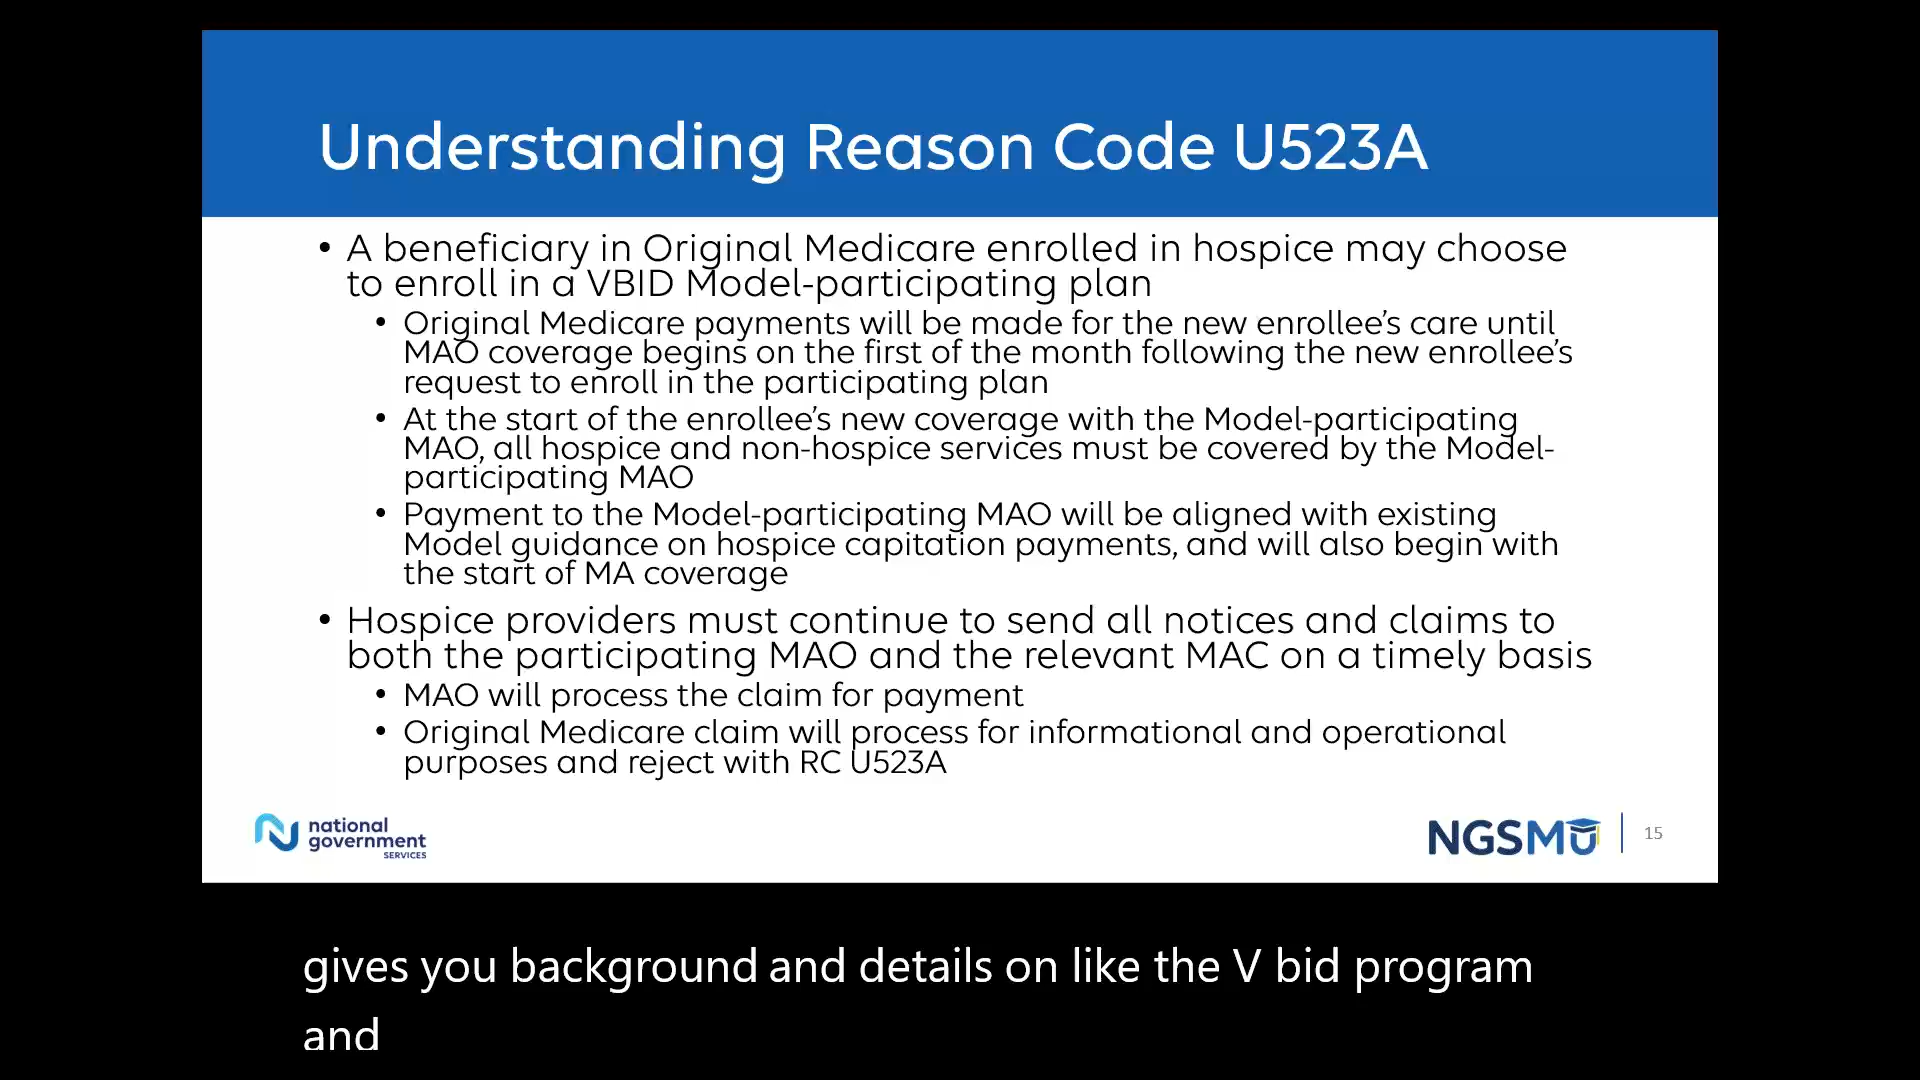 Understanding Reason Code U523A
• A beneficiary in Original Medicare enrolled in hospice may choose
to enroll in a VBID Model-participating plan
• Original Medicare payments will be made for the new enrollee’s care until
MAO coverage begins on the first of the month following the new enrollee’s
request to enroll in the participating plan
• At the start of the enrollee’s new coverage with the Model-participating
MAO, all hospice and non-hospice services must be covered by the Model-
participating MAO
• Payment to the Model-participating MAO will be aligned with existing
Model guidance on hospice capitation payments, and will also begin with
the start of MA coverage
• Hospice providers must continue to send all notices and claims to
both the participating MAO and the relevant MAC on a timely basis
• MAO will process the claim for payment
• Original Medicare claim will process for informational and operational
purposes and reject with RC U523A
national
government
SERVICES
NGSMU
15
gives you background and details on like the V bid program
and